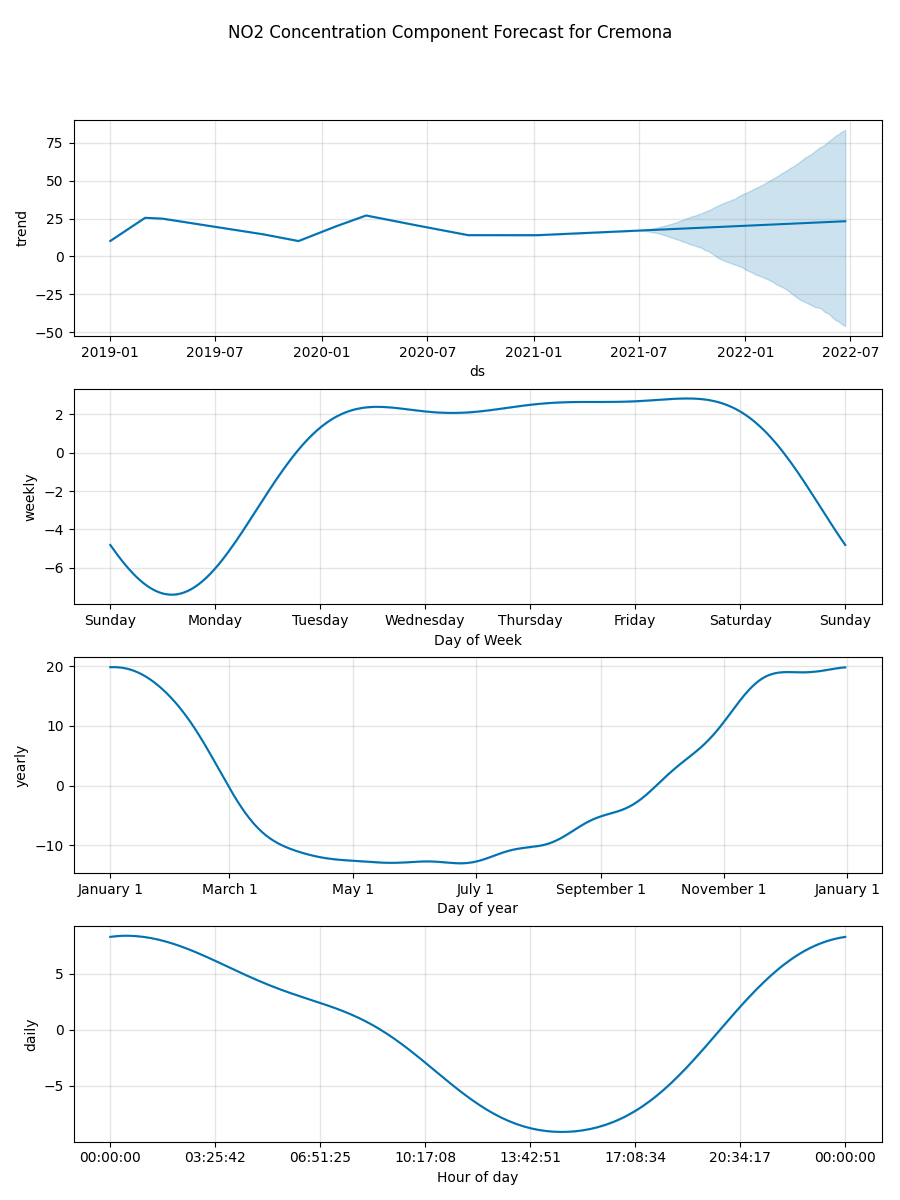 NO2 Concentration Component Forecast for Cremona
75
50
25
0
−25
−50
trend
2019-01 2019-07 2020-01 2020-07 2021-01 2021-07 2022-01 2022-07
ds
2
0
−2
−4
−6
weekly
Sunday Monday Tuesday Wednesday Thursday Friday Saturday Sunday
Day of Week
20
10
0
−10
yearly
January 1 March 1 May 1 July 1 September 1 November 1 January 1
Day of year
5
0
−5
daily
00:00:00 03:25:42 06:51:25 10:17:08 13:42:51 17:08:34 20:34:17 00:00:00
Hour of day